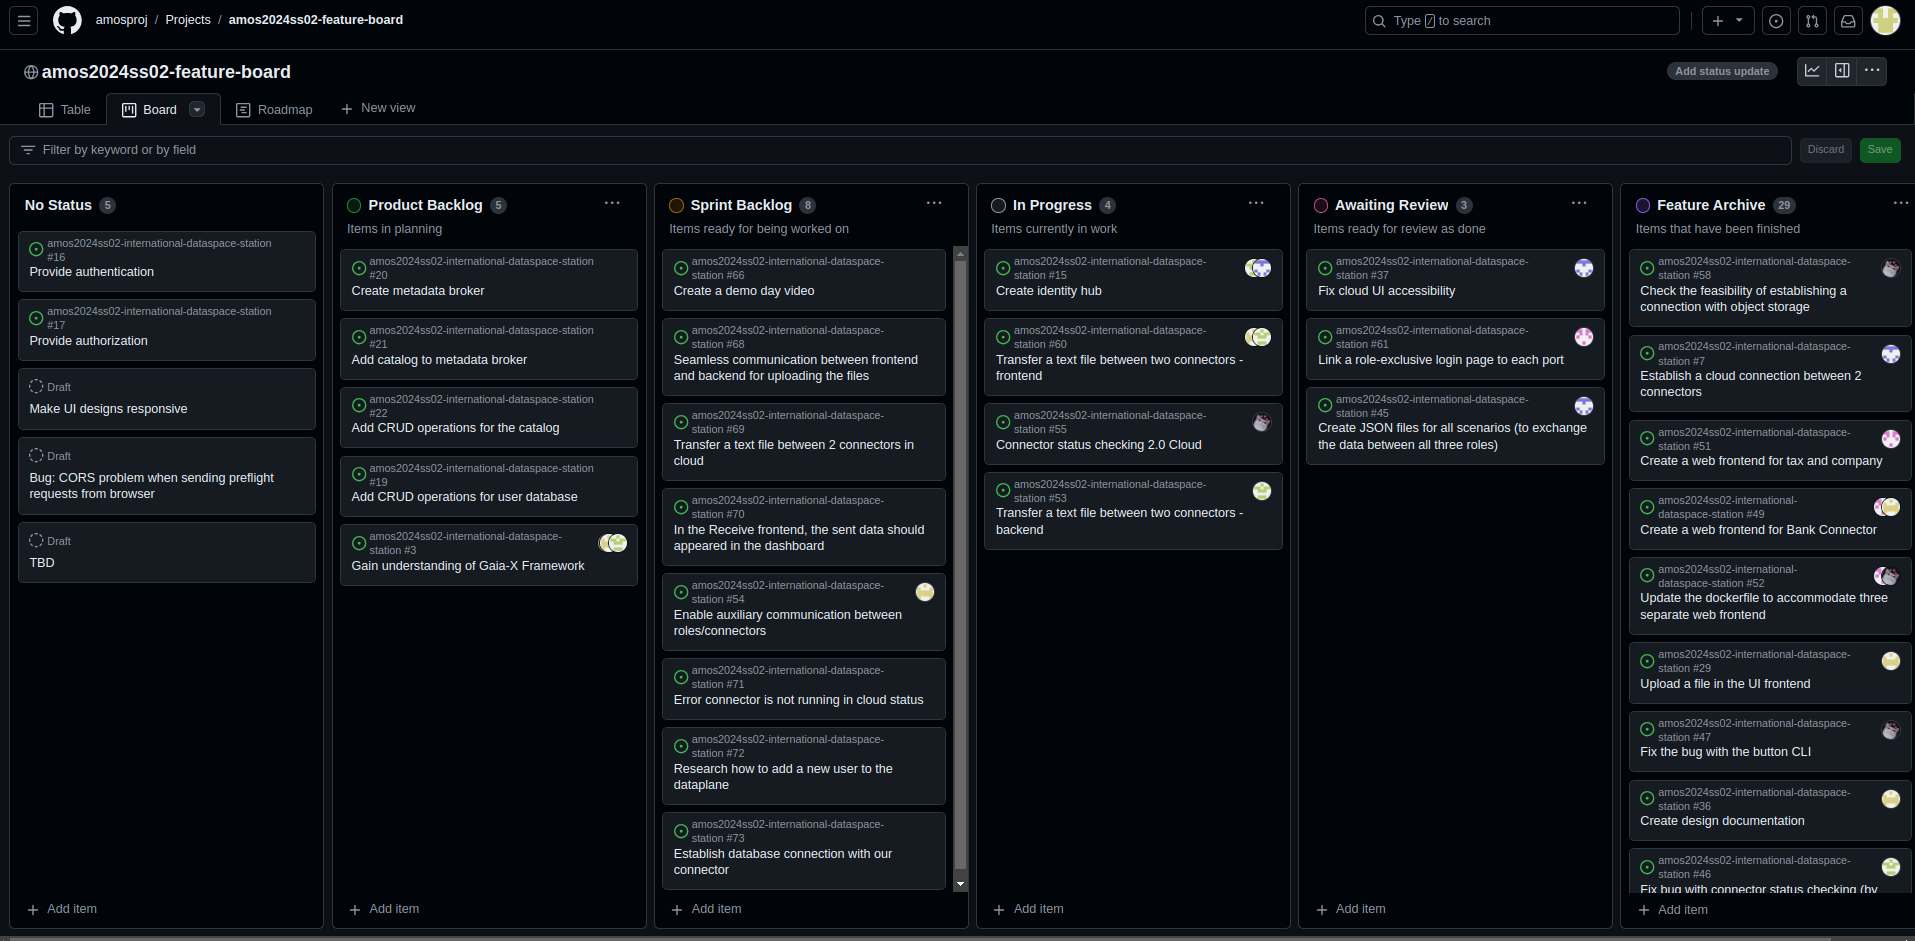 amosproj / Projects / amos2024ss02-feature-board
Type / to search
amos2024ss02-feature-board
Add status update
Table
Board
Roadmap
New view
Filter by keyword or by field
Discard
Save
No Status 5
amos2024ss02-international-dataspace-station
#16
Provide authentication
amos2024ss02-international-dataspace-station
#17
Provide authorization
Draft
Make UI designs responsive
Draft
Bug: CORS problem when sending preflight
requests from browser
Draft
TBD
Add item
Product Backlog 5
Items in planning
amos2024ss02-international-dataspace-station
#20
Create metadata broker
amos2024ss02-international-dataspace-station
#21
Add catalog to metadata broker
amos2024ss02-international-dataspace-station
#22
Add CRUD operations for the catalog
amos2024ss02-international-dataspace-station
#19
Add CRUD operations for user database
amos2024ss02-international-dataspace-
station #3
Gain understanding of Gaia-X Framework
Add item
Sprint Backlog 8
Items ready for being worked on
amos2024ss02-international-dataspace-
station #66
Create a demo day video
amos2024ss02-international-dataspace-
station #68
Seamless communication between frontend
and backend for uploading the files
amos2024ss02-international-dataspace-
station #69
Transfer a text file between 2 connectors in
cloud
amos2024ss02-international-dataspace-
station #70
In the Receive frontend, the sent data should
appeared in the dashboard
amos2024ss02-international-dataspace-
station #54
Enable auxiliary communication between
roles/connectors
amos2024ss02-international-dataspace-
station #71
Error connector is not running in cloud status
amos2024ss02-international-dataspace-
station #72
Research how to add a new user to the
dataplane
amos2024ss02-international-dataspace-
station #73
Establish database connection with our
connector
Add item
In Progress 4
Items currently in work
amos2024ss02-international-dataspace-
station #15
Create identity hub
amos2024ss02-international-dataspace-
station #60
Transfer a text file between two connectors -
frontend
amos2024ss02-international-dataspace-
station #55
Connector status checking 2.0 Cloud
amos2024ss02-international-dataspace-
station #53
Transfer a text file between two connectors -
backend
Add item
Awaiting Review 3
Items ready for review as done
amos2024ss02-international-dataspace-
station #37
Fix cloud UI accessibility
amos2024ss02-international-dataspace-
station #61
Link a role-exclusive login page to each port
amos2024ss02-international-dataspace-
station #45
Create JSON files for all scenarios (to exchange
the data between all three roles)
Add item
Feature Archive 29
Items that have been finished
amos2024ss02-international-dataspace-
station #58
Check the feasibility of establishing a
connection with object storage
amos2024ss02-international-dataspace-
station #7
Establish a cloud connection between 2
connectors
amos2024ss02-international-dataspace-
station #51
Create a web frontend for tax and company
amos2024ss02-international-
dataspace-station #49
Create a web frontend for Bank Connector
amos2024ss02-international-
dataspace-station #52
Update the dockerfile to accommodate three
separate web frontend
amos2024ss02-international-dataspace-
station #29
Upload a file in the UI frontend
amos2024ss02-international-dataspace-
station #47
Fix the bug with the button CLI
amos2024ss02-international-dataspace-
station #36
Create design documentation
amos2024ss02-international-dataspace-
station #46
Fix bug with connector status checking (by
Add item